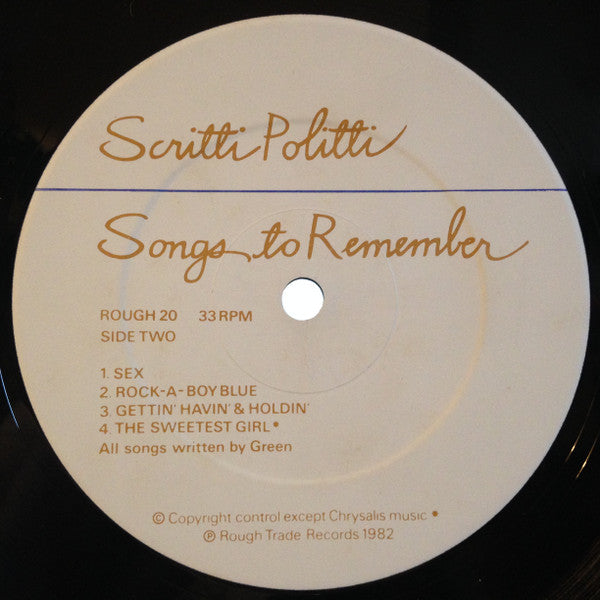 Scritti Politti
Songs to Remember
ROUGH 20 33 RPM
SIDE TWO
1. SEX
2. ROCK-A-BOY BLUE
3. GETTIN' HAVIN' & HOLDIN'
4. THE SWEETEST GIRL *
All songs written by Green
© Copyright control except Chrysalis music *
℗ Rough Trade Records 1982